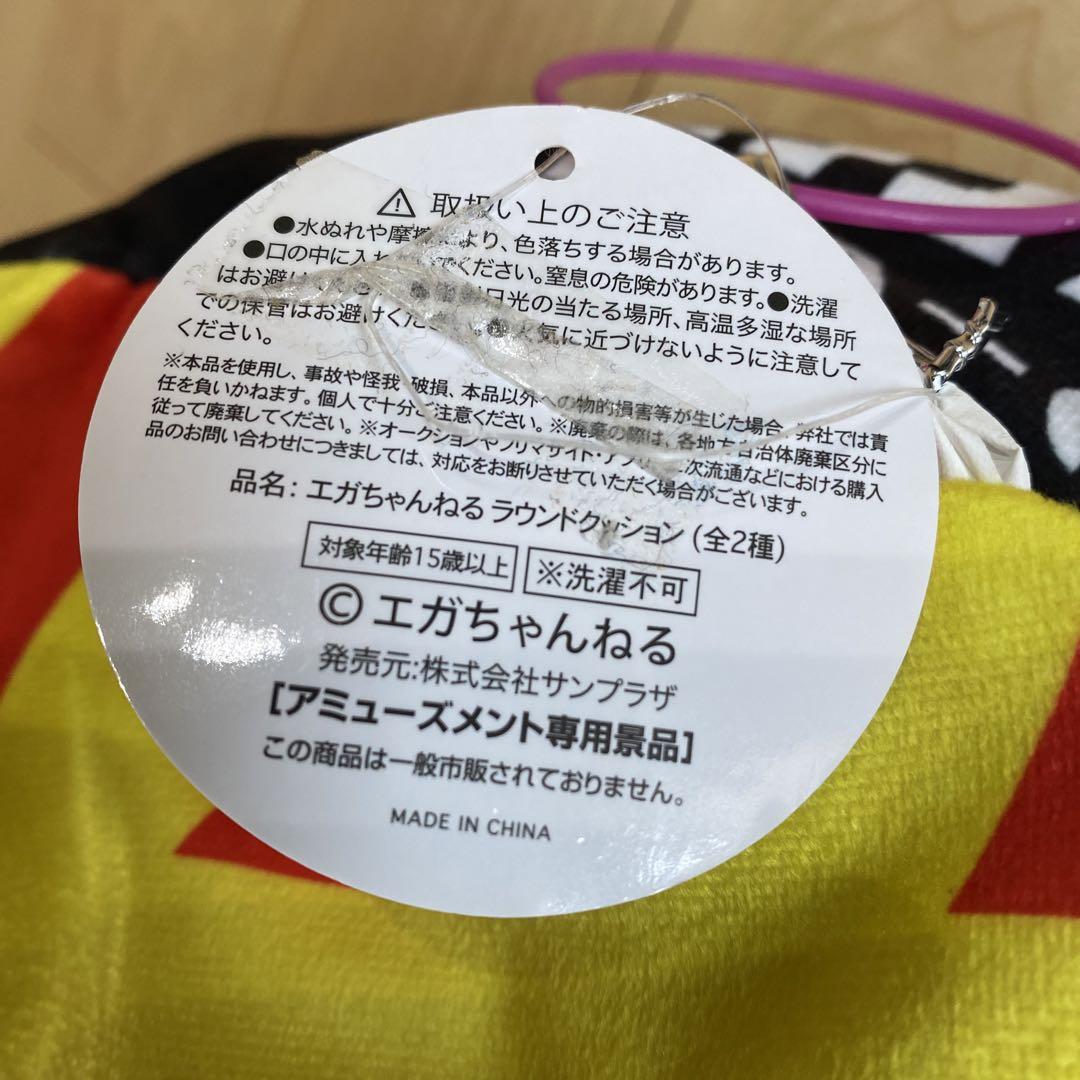 ⚠ 取扱い上のご注意
●水ぬれや摩擦により、色落ちする場合があります。
●口の中に入れ ください。窒息の危険があります。●洗濯
はお避け 日光の当たる場所、高温多湿な場所
での保管はお避けくだ 火気に近づけないように注意して
ください。
※本品を使用し、事故や怪我・破損、本品以外への物的損害等が生じた場合、弊社では責
任を負いかねます。個人で十分ご注意ください。※廃棄の際は、各地方自治体廃棄区分に
従って廃棄してください。※オークションやフリマサイト・アプ 二次流通などにおける購入
品のお問い合わせにつきましては、対応をお断りさせていただく場合がございます。
品名: エガちゃんねる ラウンドクッション (全2種)
対象年齢15歳以上 ※洗濯不可
© エガちゃんねる
発売元:株式会社サンプラザ
[アミューズメント専用景品]
この商品は一般市販されておりません。
MADE IN CHINA